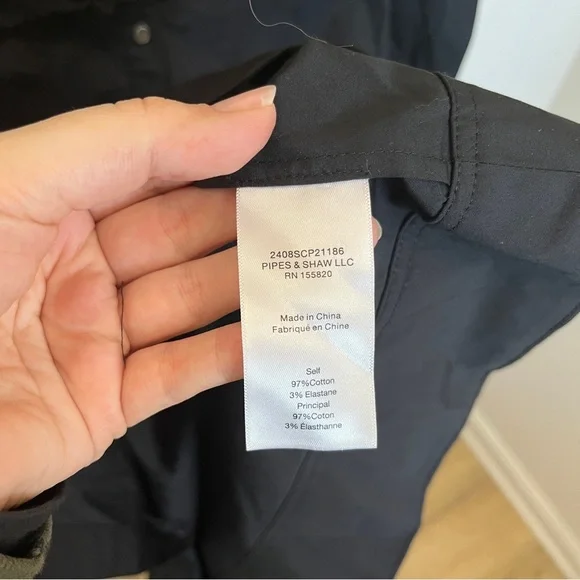 2408SCP21186
PIPES & SHAW LLC
RN 155820
Made in China
Fabriqué en Chine
Self
97%Cotton
3% Elastane
Principal
97%Coton
3% Élasthanne